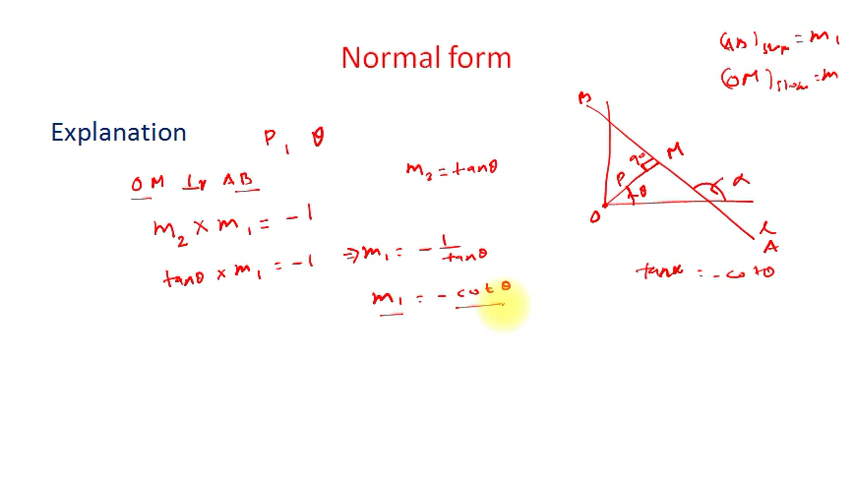 Normal form
(AB)slope = m1
(OM)slope = m
Explanation
P, θ
OM ⊥r AB
m2 = tanθ
m2 × m1 = -1
tanθ × m1 = -1
⇒ m1 = - 1/tanθ
m1 = - cot θ
B
90
M
P
θ
α
O
L
A
tanα = - cotθ